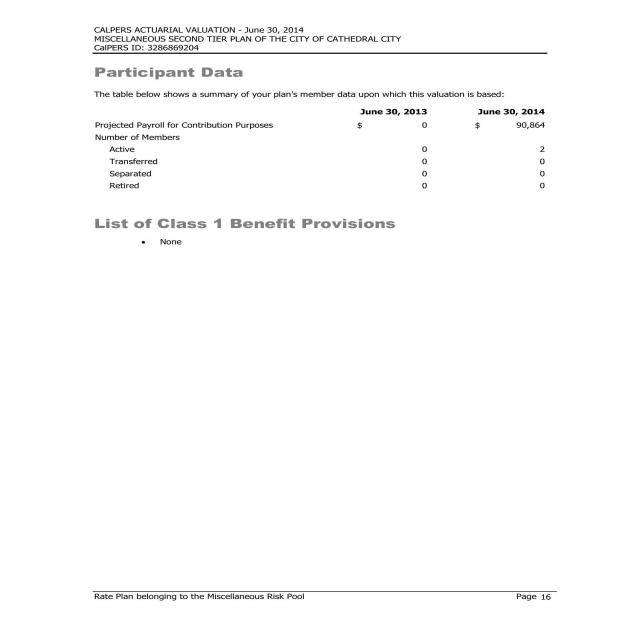 CALPERS ACTUARIAL VALUATION - June 30, 2014
MISCELLANEOUS SECOND TIER PLAN OF THE CITY OF CATHEDRAL CITY
CalPERS ID: 3286869204
Participant Data
The table below shows a summary of your plan's member data upon which this valuation is based:
June 30, 2013 June 30, 2014
Projected Payroll for Contribution Purposes $ 0 $ 90,864
Number of Members
Active 0 2
Transferred 0 0
Separated 0 0
Retired 0 0
List of Class 1 Benefit Provisions
• None
Rate Plan belonging to the Miscellaneous Risk Pool Page 16